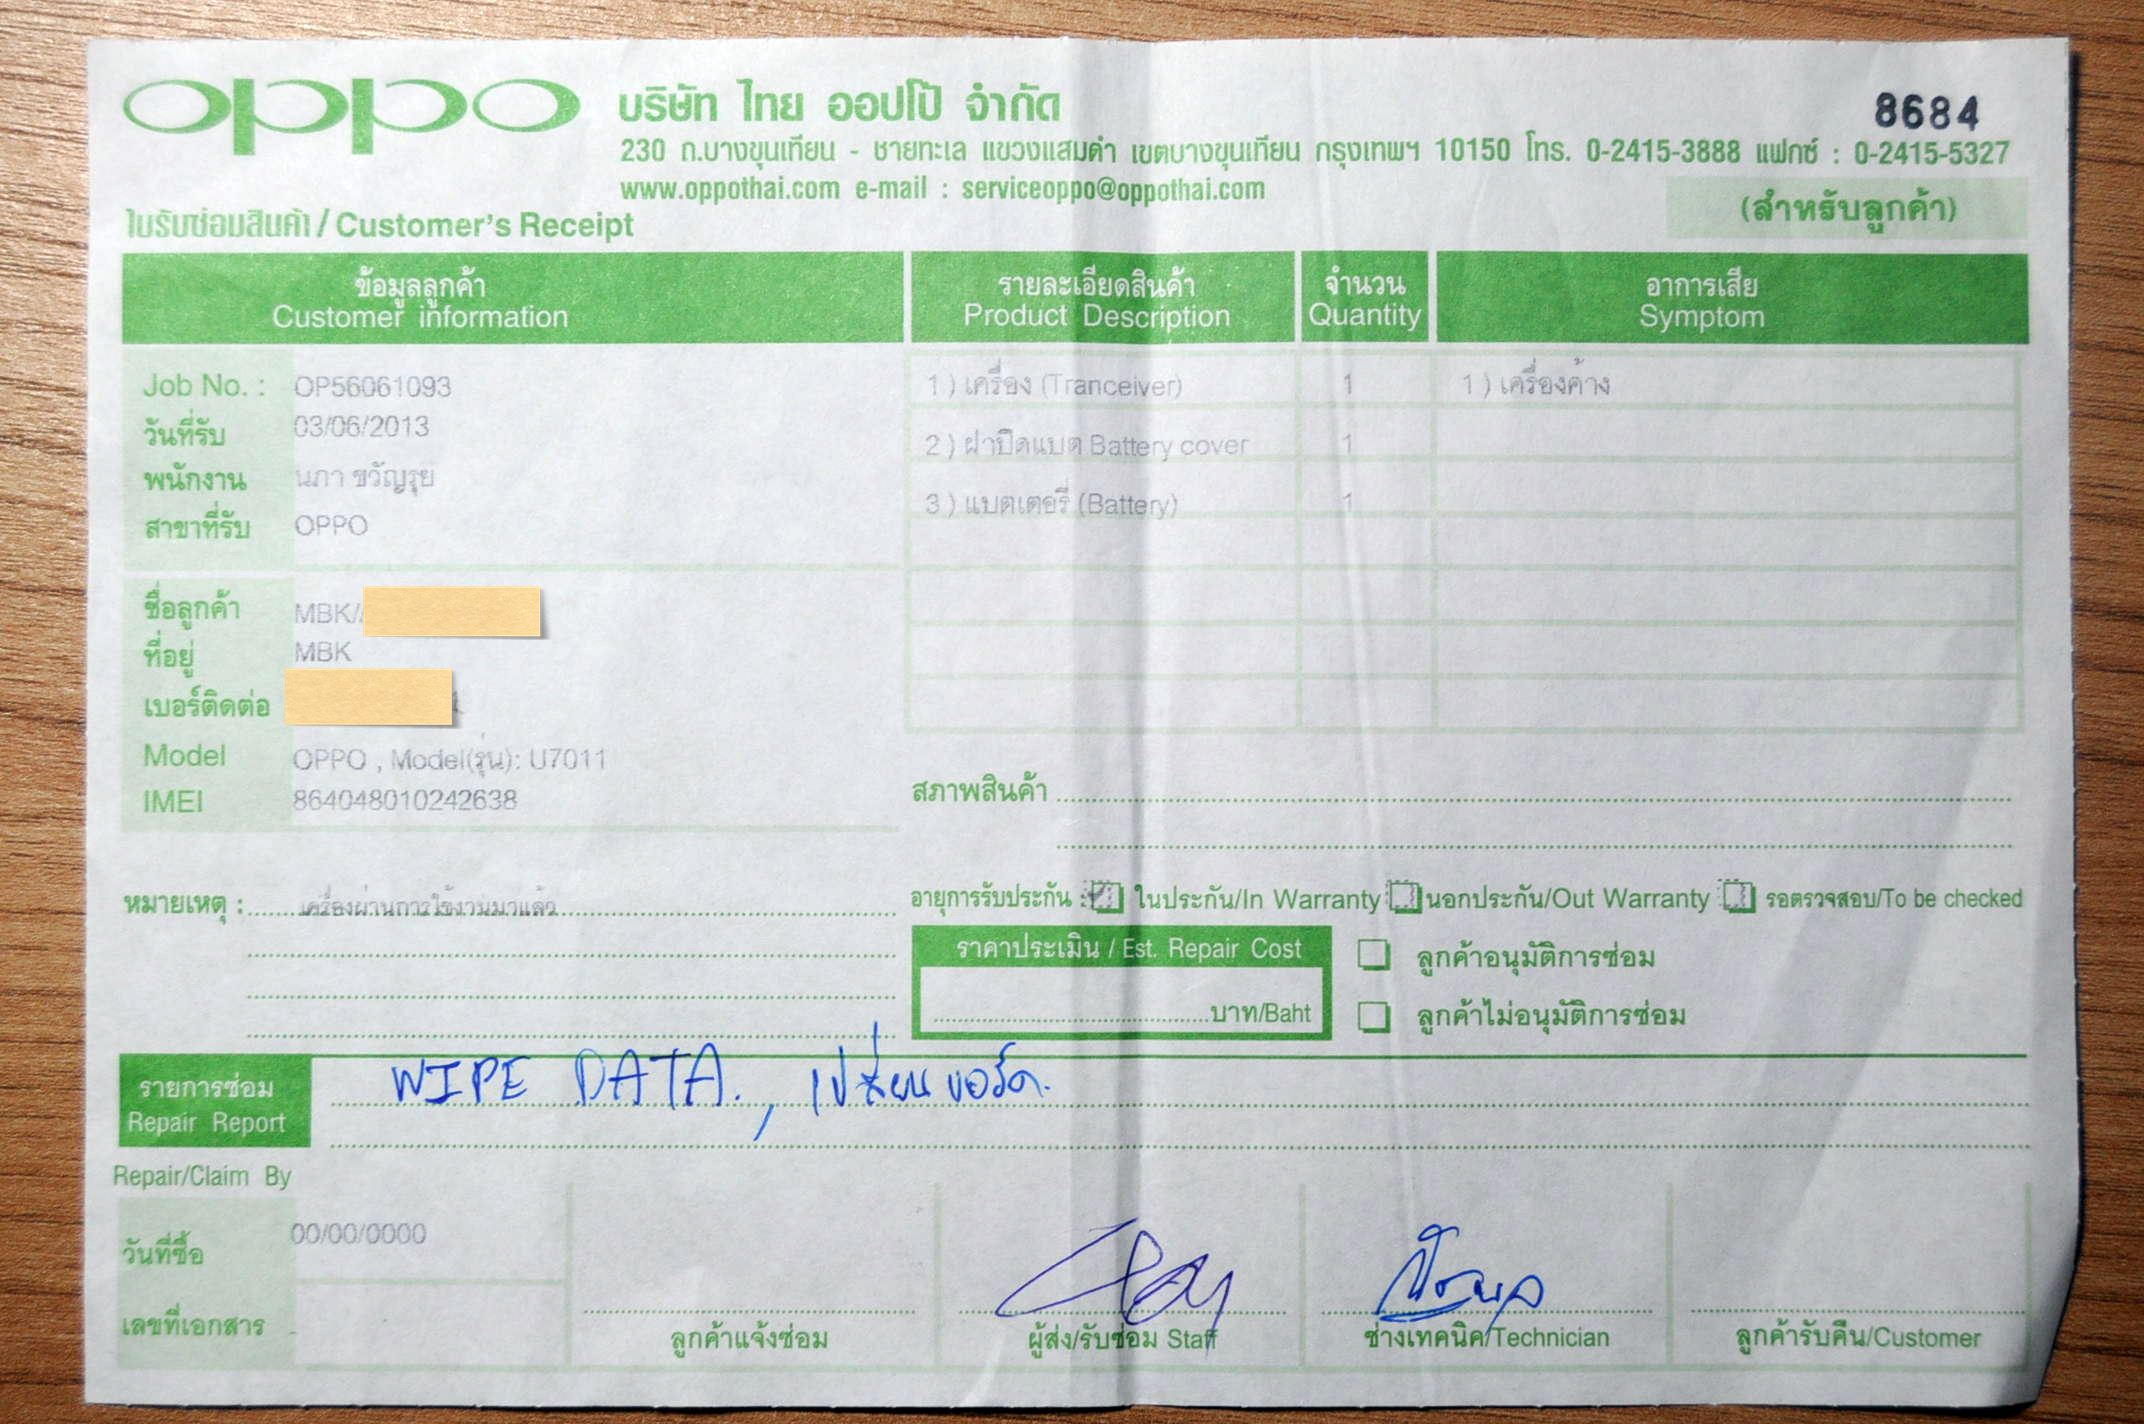 oppo
บริษัท ไทย ออปโป้ จำกัด
8684
230 ถ.บางขุนเทียน - ชายทะเล แขวงแสมดำ เขตบางขุนเทียน กรุงเทพฯ 10150 โทร. 0-2415-3888 แฟกซ์ : 0-2415-5327
www.oppothai.com e-mail : serviceoppo@oppothai.com
(สำหรับลูกค้า)
ใบรับซ่อมสินค้า / Customer's Receipt
ข้อมูลลูกค้า รายละเอียดสินค้า จำนวน อาการเสีย
Customer information Product Description Quantity Symptom
Job No. : OP56061093 1 ) เครื่อง (Tranceiver) 1 1 ) เครื่องค้าง
วันที่รับ 03/06/2013
2 ) ฝาปิดแบต Battery cover 1
พนักงาน นภา ขวัญรุย
3 ) แบตเตอรี่ (Battery) 1
สาขาที่รับ OPPO
ชื่อลูกค้า MBK/
ที่อยู่ MBK
เบอร์ติดต่อ
Model OPPO , Model(รุ่น): U7011
IMEI 864048010242638
สภาพสินค้า
หมายเหตุ : เครื่องผ่านการใช้งานมาแล้ว
อายุการรับประกัน : ในประกัน/In Warranty นอกประกัน/Out Warranty รอตรวจสอบ/To be checked
ราคาประเมิน / Est. Repair Cost
บาท/Baht
ลูกค้าอนุมัติการซ่อม
ลูกค้าไม่อนุมัติการซ่อม
รายการซ่อม
Repair Report
WIPE DATA. , เปลี่ยนบอร์ด.
Repair/Claim By
วันที่ซื้อ 00/00/0000
เลขที่เอกสาร
ลูกค้าแจ้งซ่อม ผู้ส่ง/รับซ่อม Staff ช่างเทคนิค/Technician ลูกค้ารับคืน/Customer